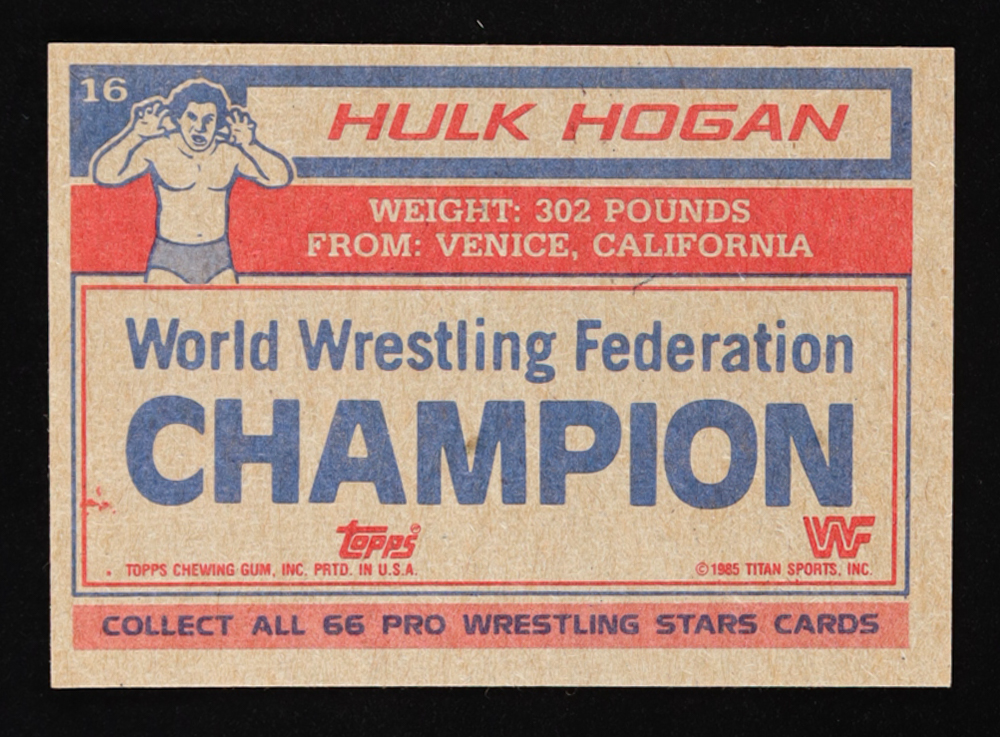 16
HULK HOGAN
WEIGHT: 302 POUNDS
FROM: VENICE, CALIFORNIA
World Wrestling Federation
CHAMPION
topps®
WF
TOPPS CHEWING GUM, INC. PRTD. IN U.S.A.
©1985 TITAN SPORTS, INC.
COLLECT ALL 66 PRO WRESTLING STARS CARDS